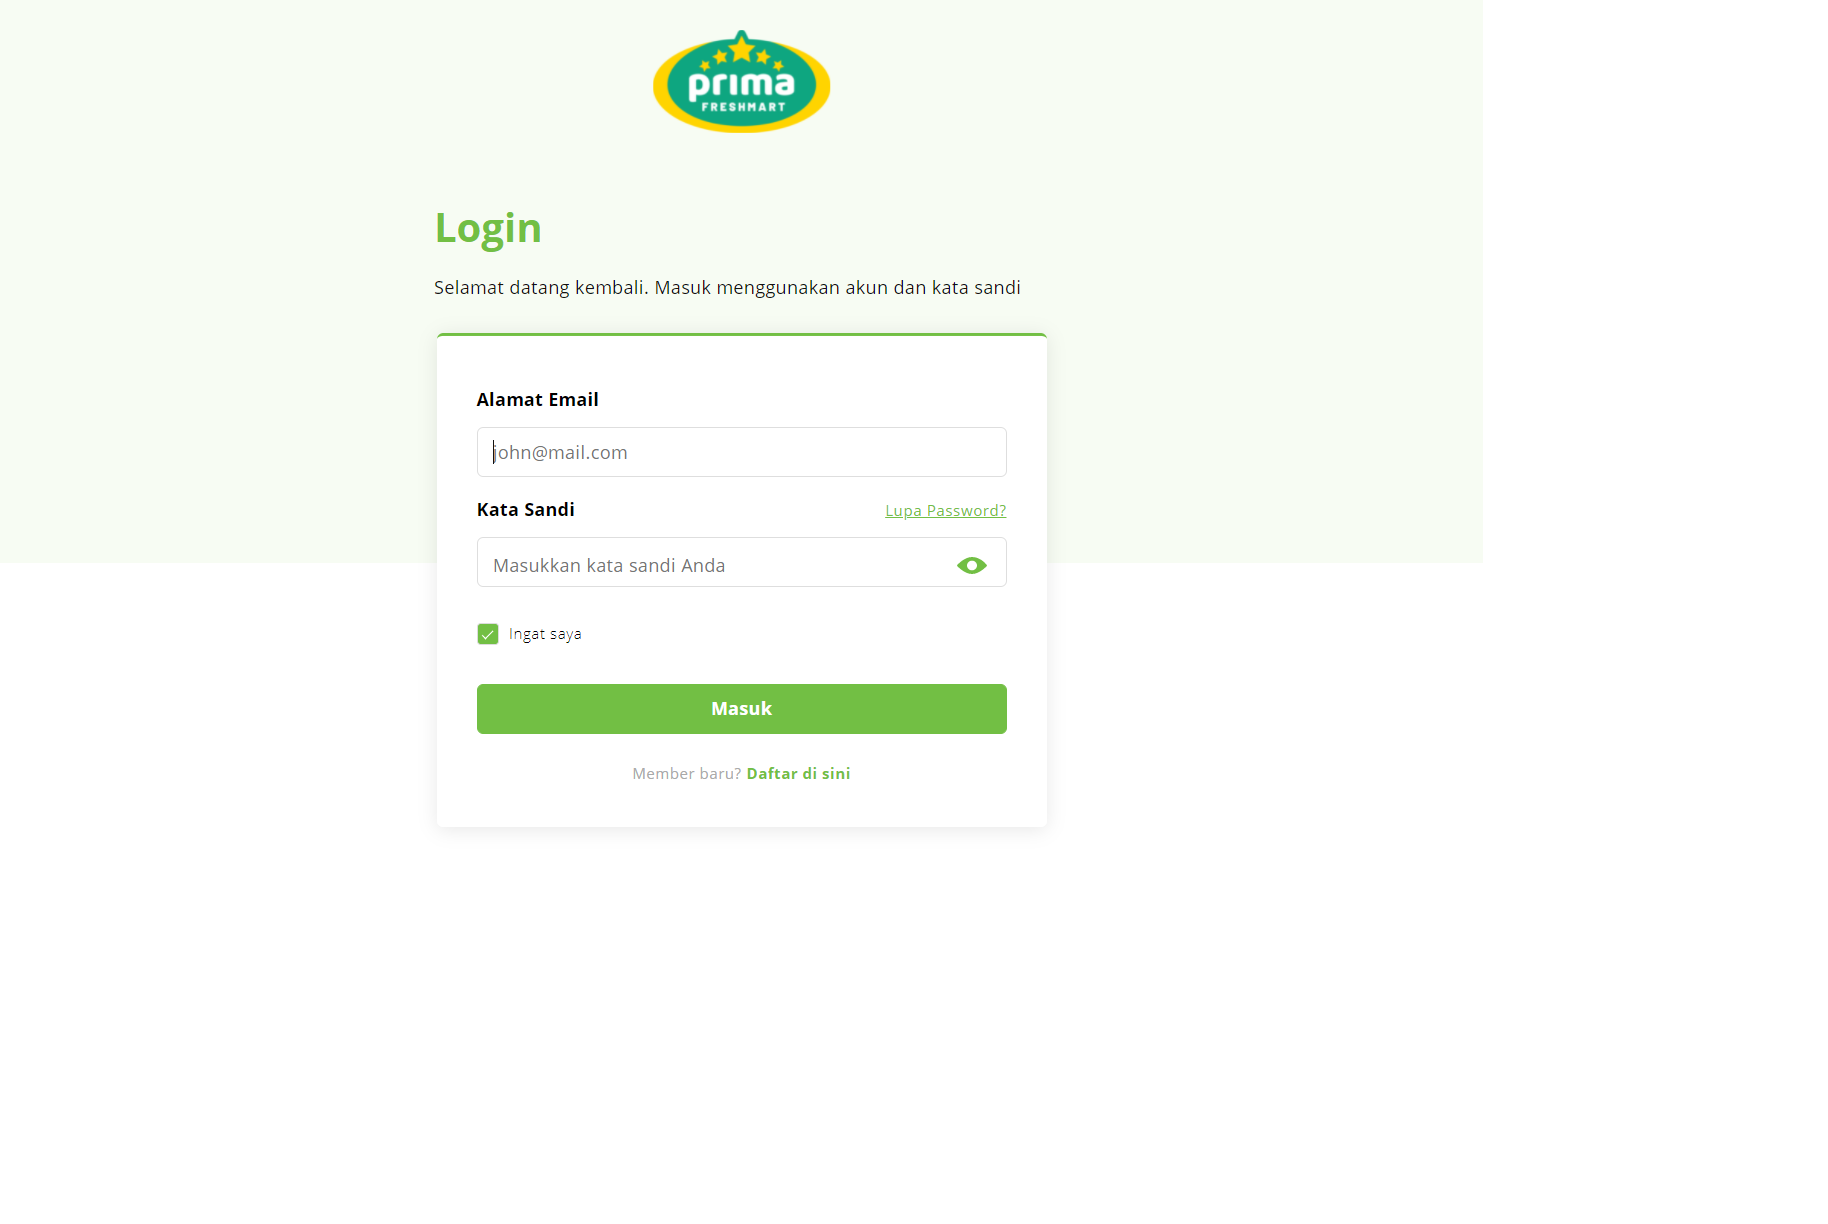 prima
FRESHMART
Login
Selamat datang kembali. Masuk menggunakan akun dan kata sandi
Alamat Email
john@mail.com
Kata Sandi
Lupa Password?
Masukkan kata sandi Anda
Ingat saya
Masuk
Member baru? Daftar di sini